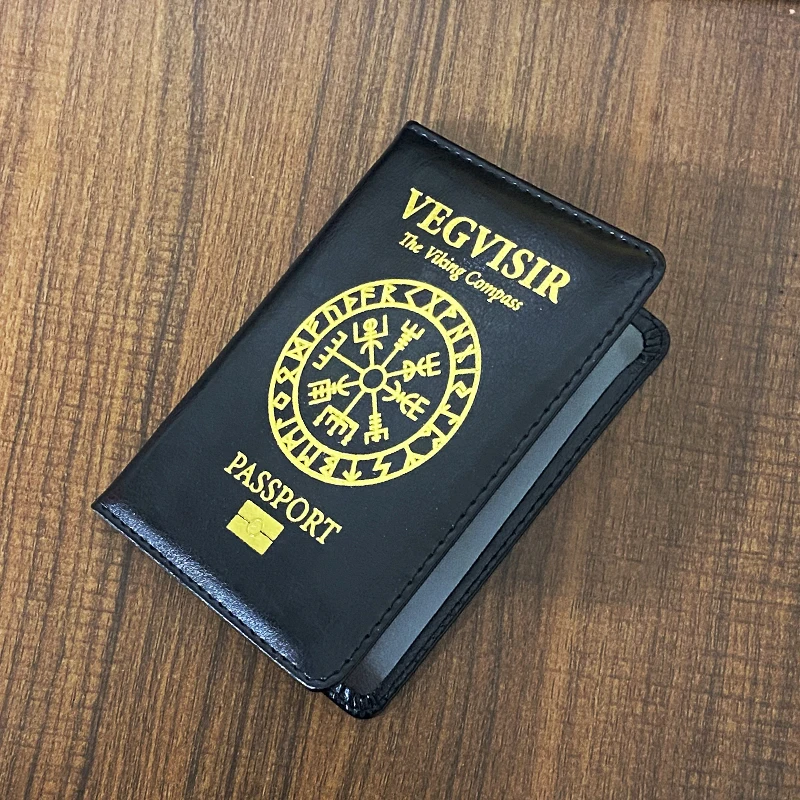 VEGVISIR
The Viking Compass
PASSPORT